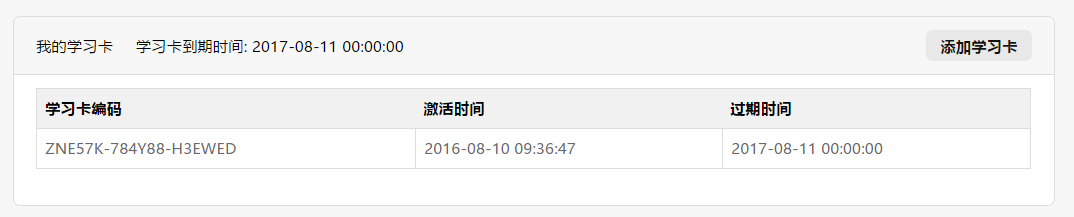 我的学习卡 学习卡到期时间: 2017-08-11 00:00:00 添加学习卡
学习卡编码 激活时间 过期时间
ZNE57K-784Y88-H3EWED 2016-08-10 09:36:47 2017-08-11 00:00:00